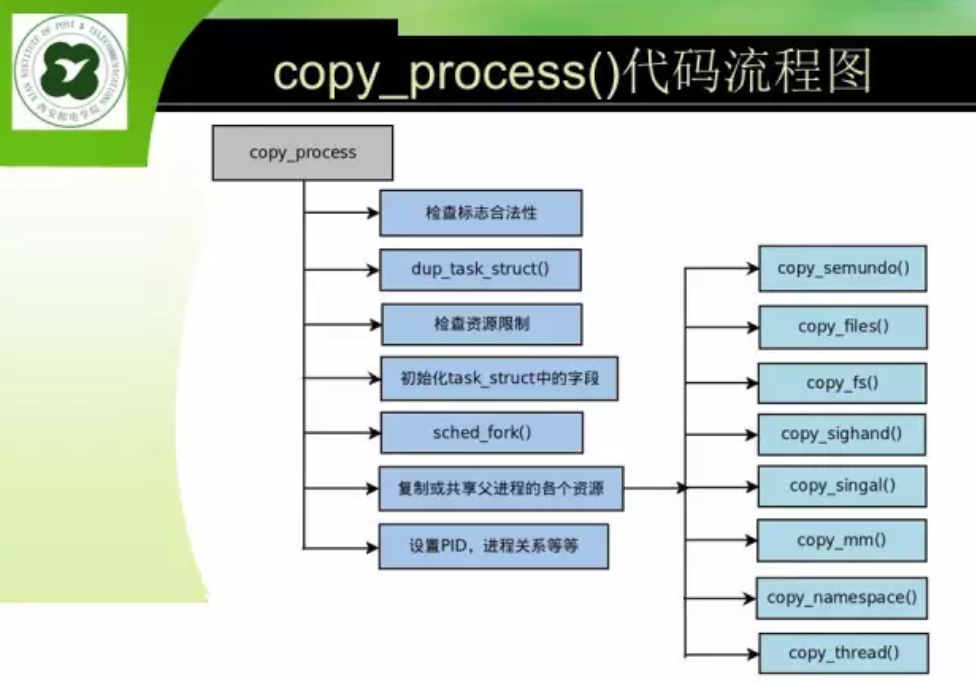 XIAN INSTITUTE OF POST & TELECOMMUNICATIONS
西安邮电学院
copy_process()代码流程图
copy_process
检查标志合法性
dup_task_struct()
检查资源限制
初始化task_struct中的字段
sched_fork()
复制或共享父进程的各个资源
设置PID，进程关系等等
copy_semundo()
copy_files()
copy_fs()
copy_sighand()
copy_singal()
copy_mm()
copy_namespace()
copy_thread()